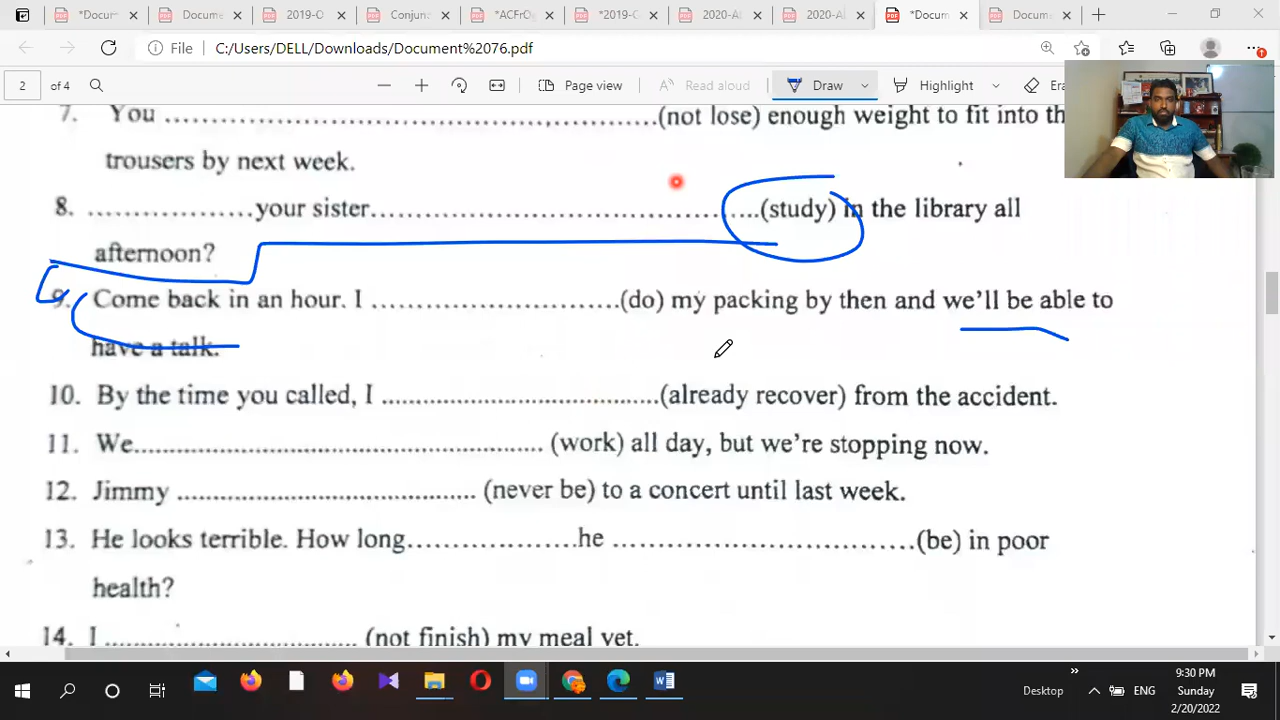 *Docum
Docume
2019-O
Conjunc
*ACFrO
*2019-C
2020-A
2020-Al
*Docum
Docum
File
C:/Users/DELL/Downloads/Document%2076.pdf
2 of 4
Page view
Read aloud
Draw
Highlight
Era
7. You ........................................................(not lose) enough weight to fit into th
trousers by next week.
8. ..................your sister..........................................(study) in the library all
afternoon?
9. Come back in an hour. I ...........................(do) my packing by then and we'll be able to
have a talk.
10. By the time you called, I ........................................(already recover) from the accident.
11. We........................................................ (work) all day, but we're stopping now.
12. Jimmy .......................................... (never be) to a concert until last week.
13. He looks terrible. How long..................he ..........................................(be) in poor
health?
14. I .................................... (not finish) my meal yet.
Desktop
ENG
9:30 PM
Sunday
2/20/2022